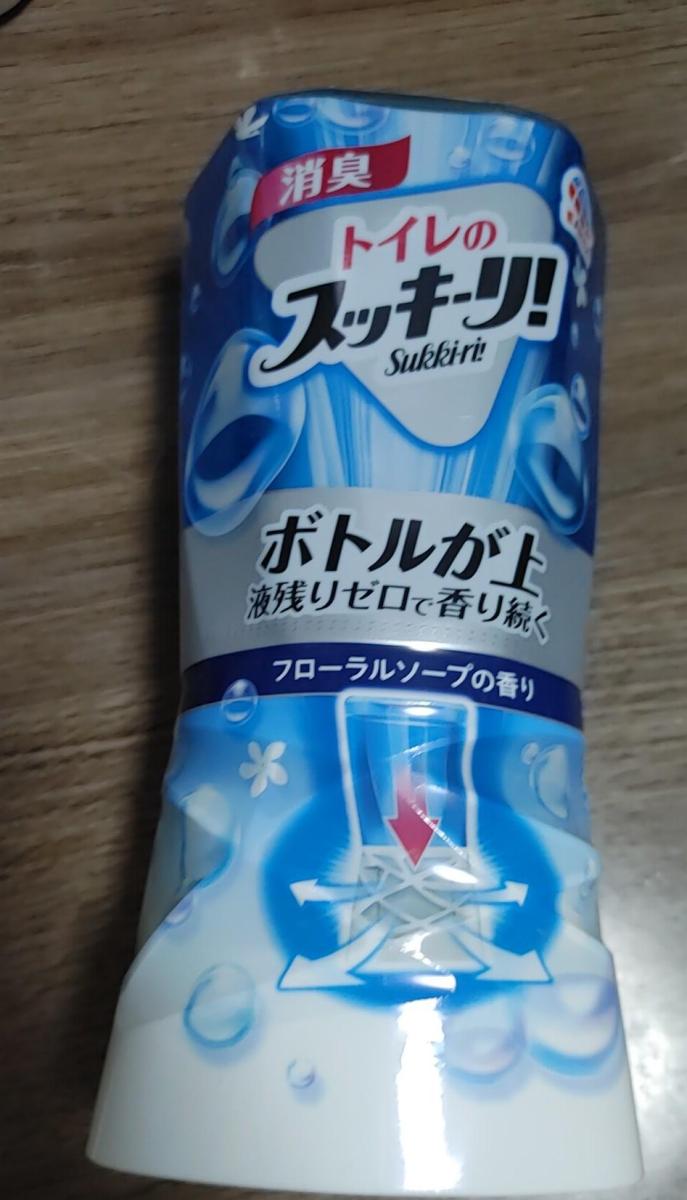 消臭
トイレの
スッキーリ!
Sukki-ri!
ボトルが上
液残りゼロで香り続く
フローラルソープの香り